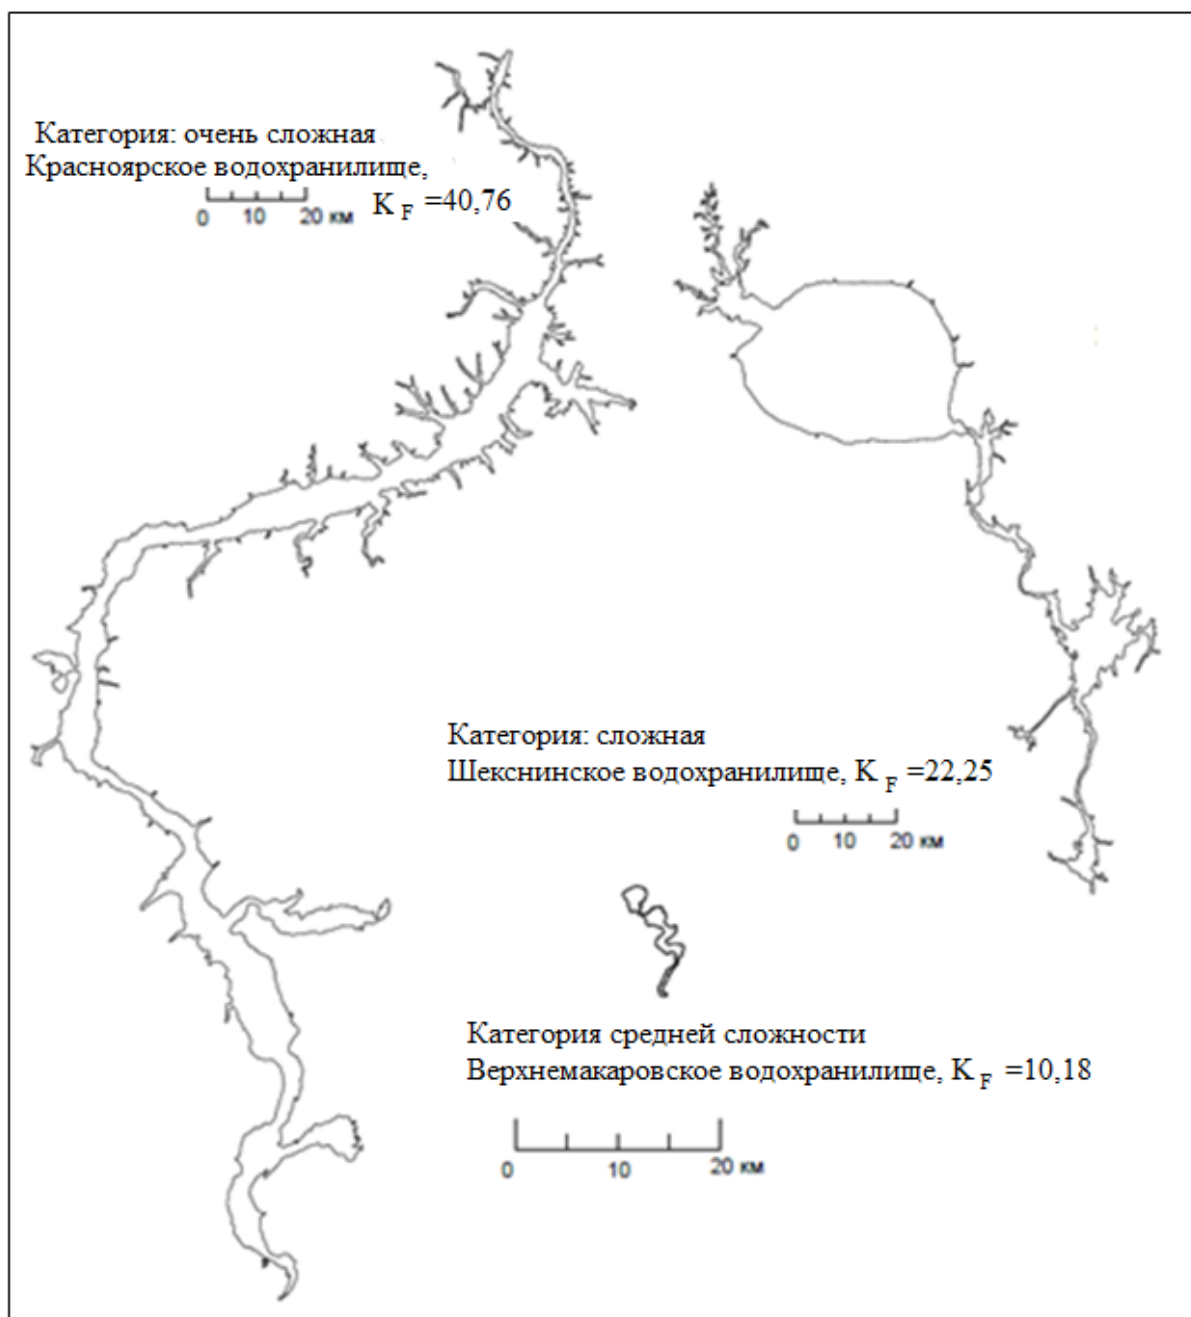 Категория: очень сложная
Красноярское водохранилище,
K F =40,76
0 10 20 км
Категория: сложная
Шекснинское водохранилище, K F =22,25
0 10 20 км
Категория средней сложности
Верхнемакаровское водохранилище, K F =10,18
0 10 20 км